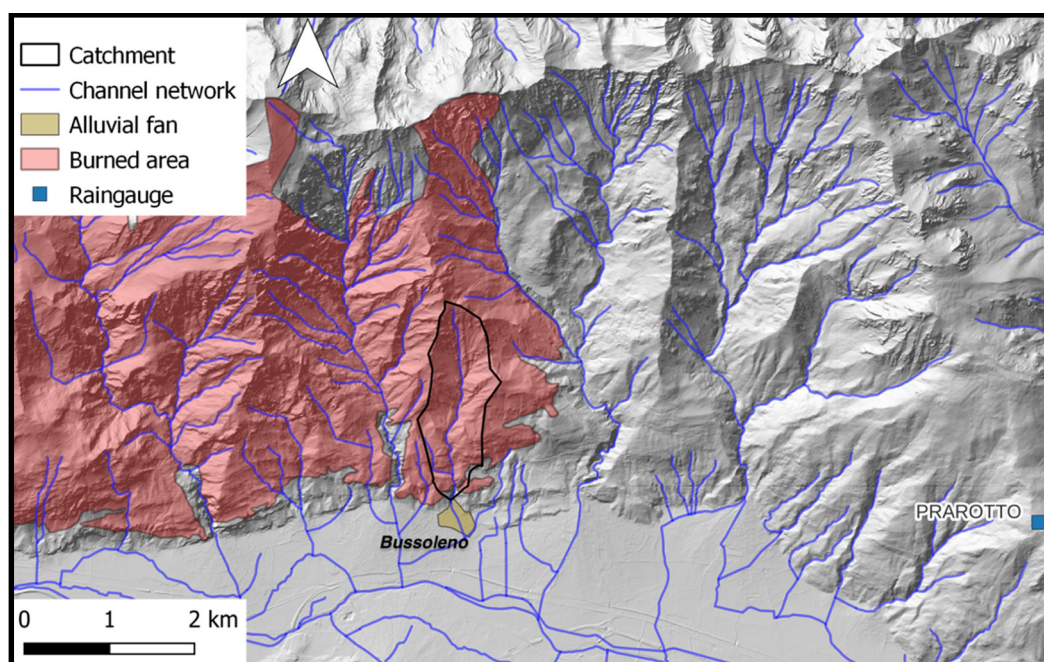 Catchment
Channel network
Alluvial fan
Burned area
Raingauge
PRAROTTO
Bussoleno
0 1 2 km